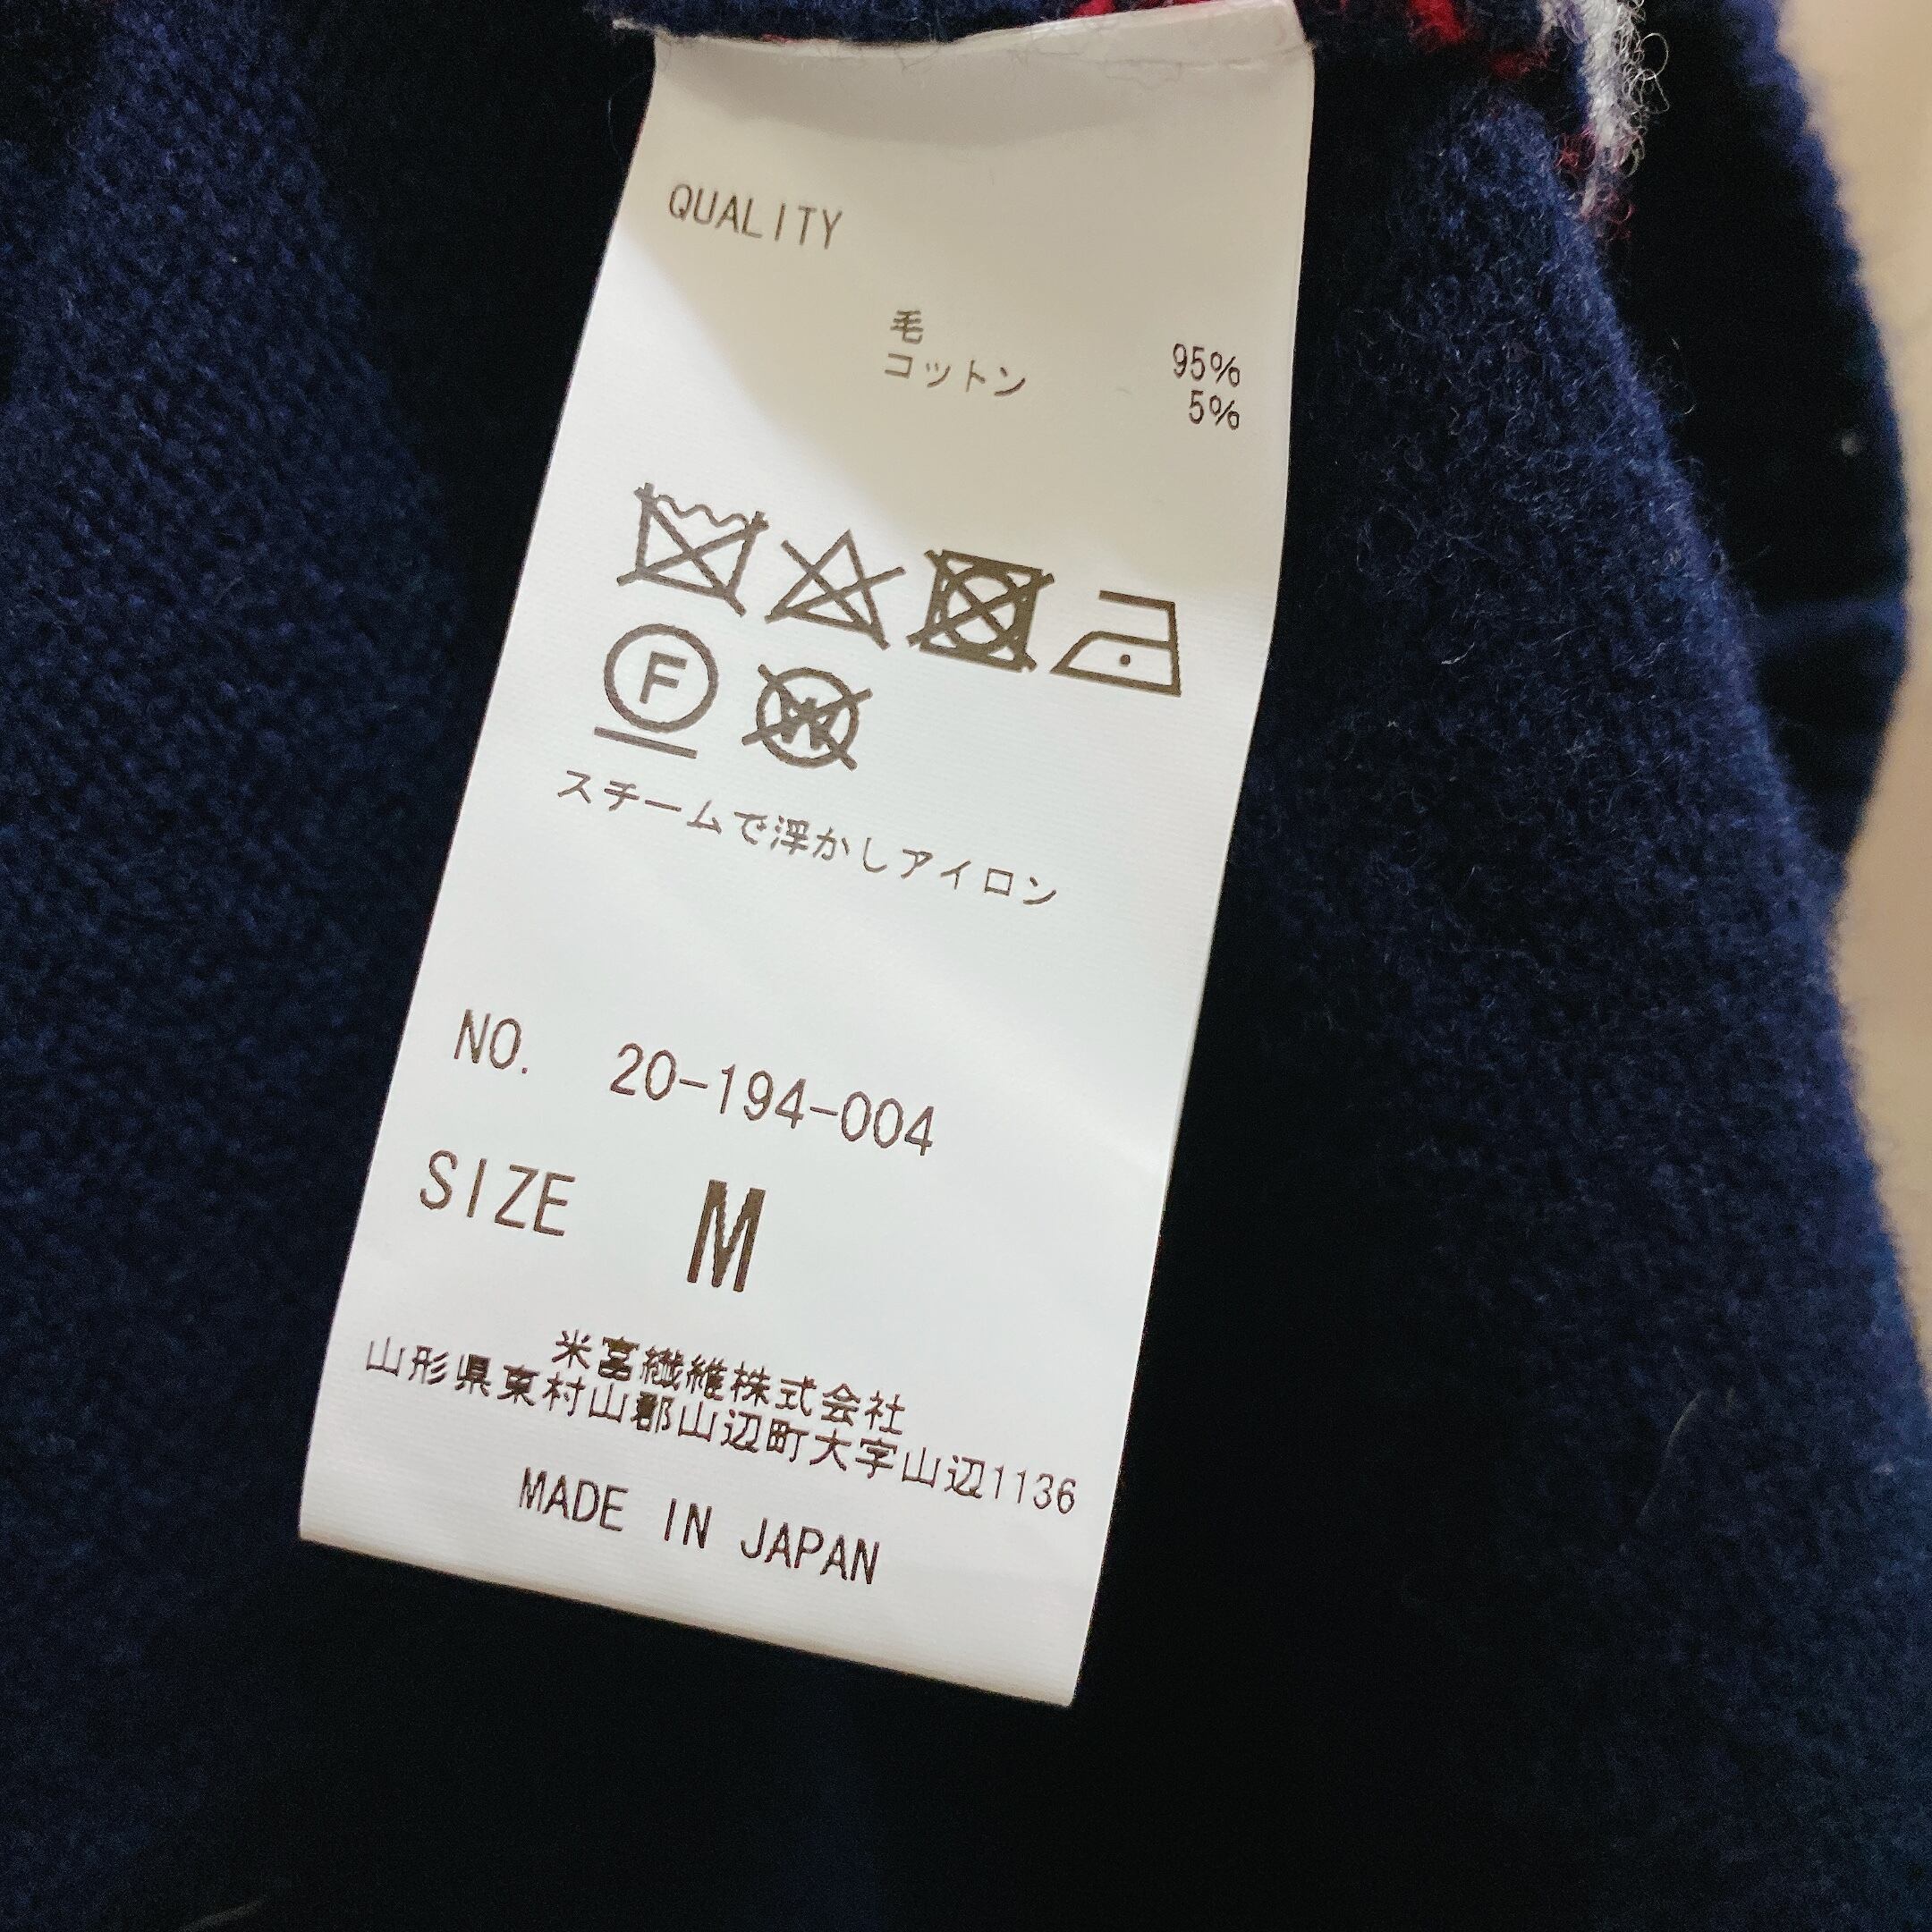 QUALITY
毛 95%
コットン 5%
F
W
スチームで浮かしアイロン
NO. 20-194-004
SIZE M
米宮繊維株式会社
山形県東村山郡山辺町大字山辺1136
MADE IN JAPAN